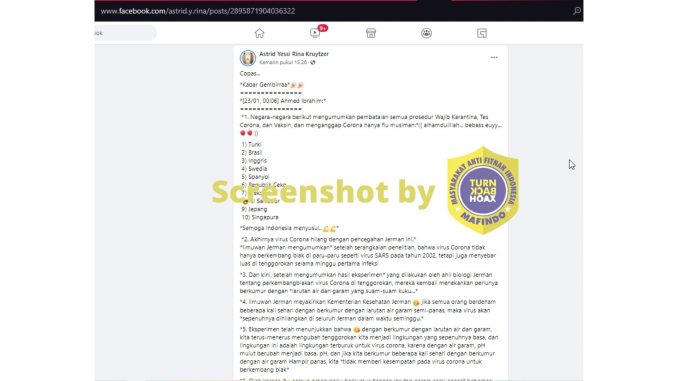 www.facebook.com/astrid.y.rina/posts/2895871904036322
rok
9+
Astrid Yessi Rina Kruytzer
Kemarin pukul 15.26
Copas...
*Kabar Gembirraa*
===============
*[23/01, 00:06] Ahmed Ibrahim:*
===============
*1. Negara-negara berikut mengumumkan pembatalan semua prosedur Wajib Karantina, Tes
Corona, dan Vaksin, dan menganggap Corona hanya flu musiman:*(( alhamdulillah... bebass euyy...
))
1) Turki
2) Brasil
3) Inggris
4) Swedia
5) Spanyol
6) Republik Ceko
7)
9) Jepang
10) Singapura
*Semoga Indonesia menyusul...
*2. Akhirnya virus Corona hilang dengan pencegahan Jerman ini.*
*Ilmuwan Jerman mengumumkan* setelah serangkaian penelitian, bahwa virus Corona tidak
hanya berkembang biak di paru-paru seperti virus SARS pada tahun 2002, tetapi juga menyebar
luas di tenggorokan selama minggu pertama infeksi
*3. Dan kini, setelah mengumumkan hasil eksperimen* yang dilakukan oleh ahli biologi Jerman
tentang perkembangbiakan virus Corona di tenggorokan, mereka kembali menekankan perlunya
berkumur dengan *larutan air dan garam yang suam-suam kuku...*
*4. Ilmuwan Jerman meyakinkan Kementerian Kesehatan Jerman jika semua orang berdeham
beberapa kali sehari dengan berkumur dengan larutan air garam semi-panas, maka virus akan
*sepenuhnya dihilangkan di seluruh Jerman dalam waktu seminggu.*
*5. Eksperimen telah menunjukkan bahwa dengan berkumur dengan larutan air dan garam,
kita terus-menerus mengubah tenggorokan kita menjadi lingkungan yang sepenuhnya basa, dan
lingkungan ini adalah lingkungan terburuk untuk virus corona, karena dengan air garam, pH
mulut berubah menjadi basa. pH, dan jika kita berkumur beberapa kali sehari dengan berkumur
dengan air garam Hangat, kita *tidak memberi kesempatan pada virus corona untuk
berkembang biak*
Screenshot by
MASYARAKAT ANTI FITNAH INDONESIA
TURN
BACK
HOAX
MAFINDO